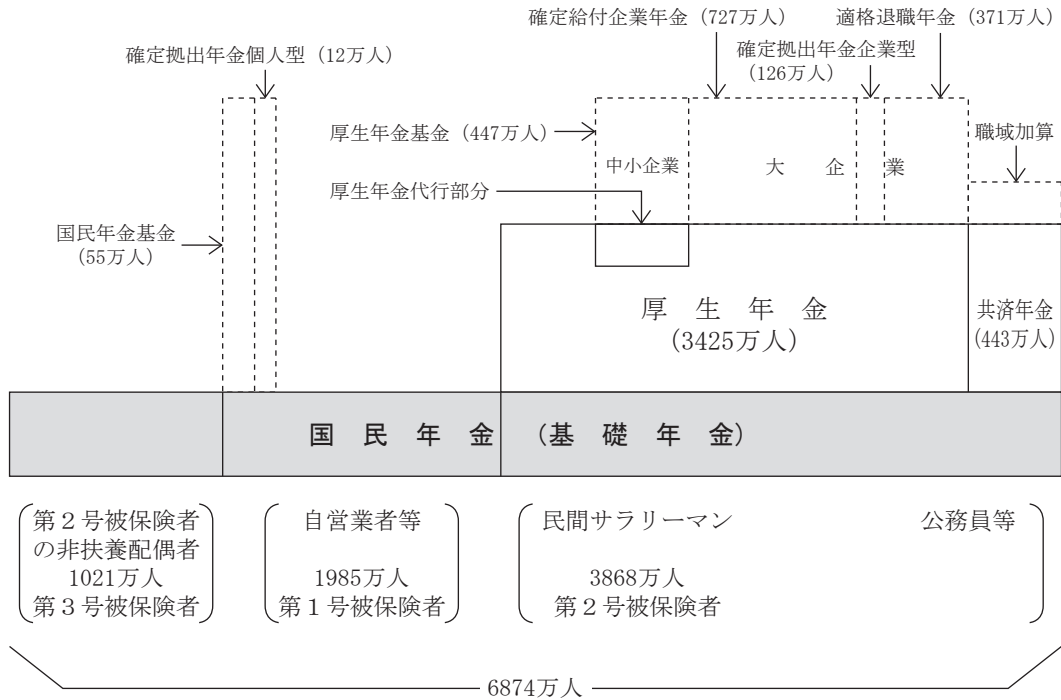 確定給付企業年金(727万人)
適格退職年金(371万人)
確定拠出年金個人型(12万人)
確定拠出年金企業型
(126万人)
厚生年金基金(447万人)
職域加算
中小企業
大企業
厚生年金代行部分
国民年金基金
(55万人)
厚生年金
(3425万人)
共済年金
(443万人)
国民年金(基礎年金)
第2号被保険者
の非扶養配偶者
1021万人
第3号被保険者
自営業者等
1985万人
第1号被保険者
民間サラリーマン
公務員等
3868万人
第2号被保険者
6874万人